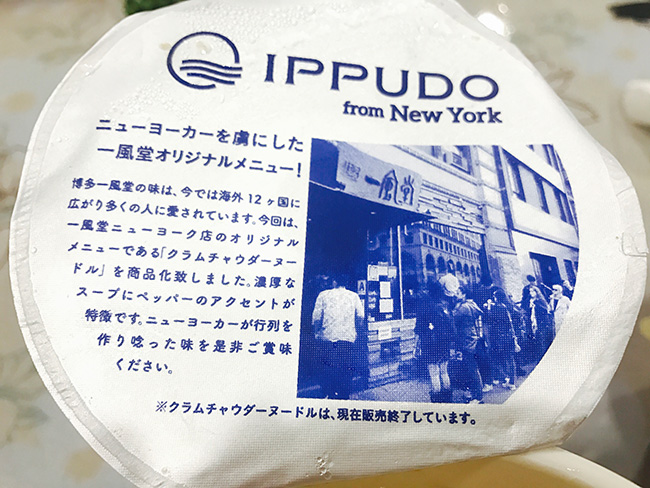 IPPUDO
from New York
ニューヨーカーを虜にした
一風堂オリジナルメニュー!
博多一風堂の味は、今では海外12ヶ国に
広がり多くの人に愛されています。今回は、
一風堂ニューヨーク店のオリジナル
メニューである「クラムチャウダーヌー
ドル」を商品化致しました。濃厚な
スープにペッパーのアクセントが
特徴です。ニューヨーカーが行列を
作り唸った味を是非ご賞味
ください。
一風堂
※クラムチャウダーヌードルは、現在販売終了しています。